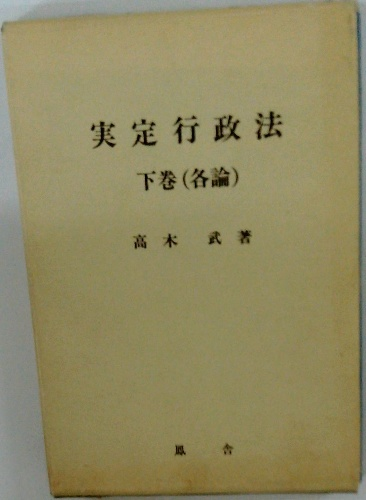 実定行政法
下巻(各論)
高木 武著
鳳舎